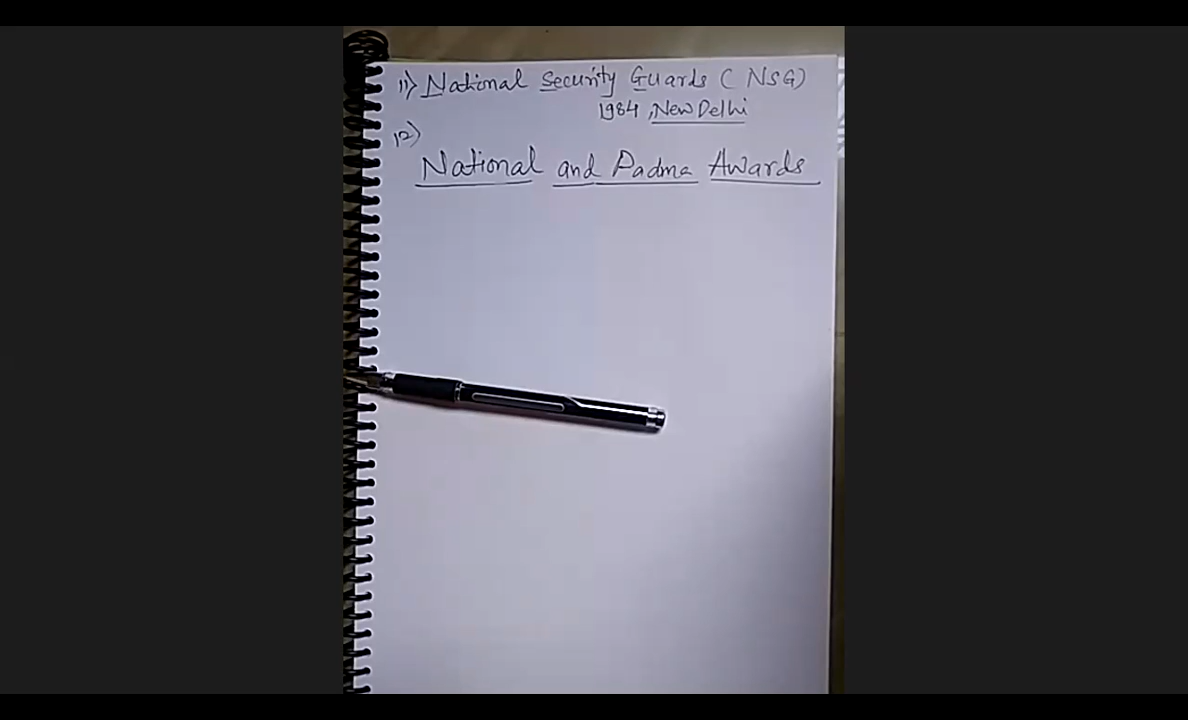 11) National Security Guards (NSG)
1984, New Delhi
12)
National and Padma Awards